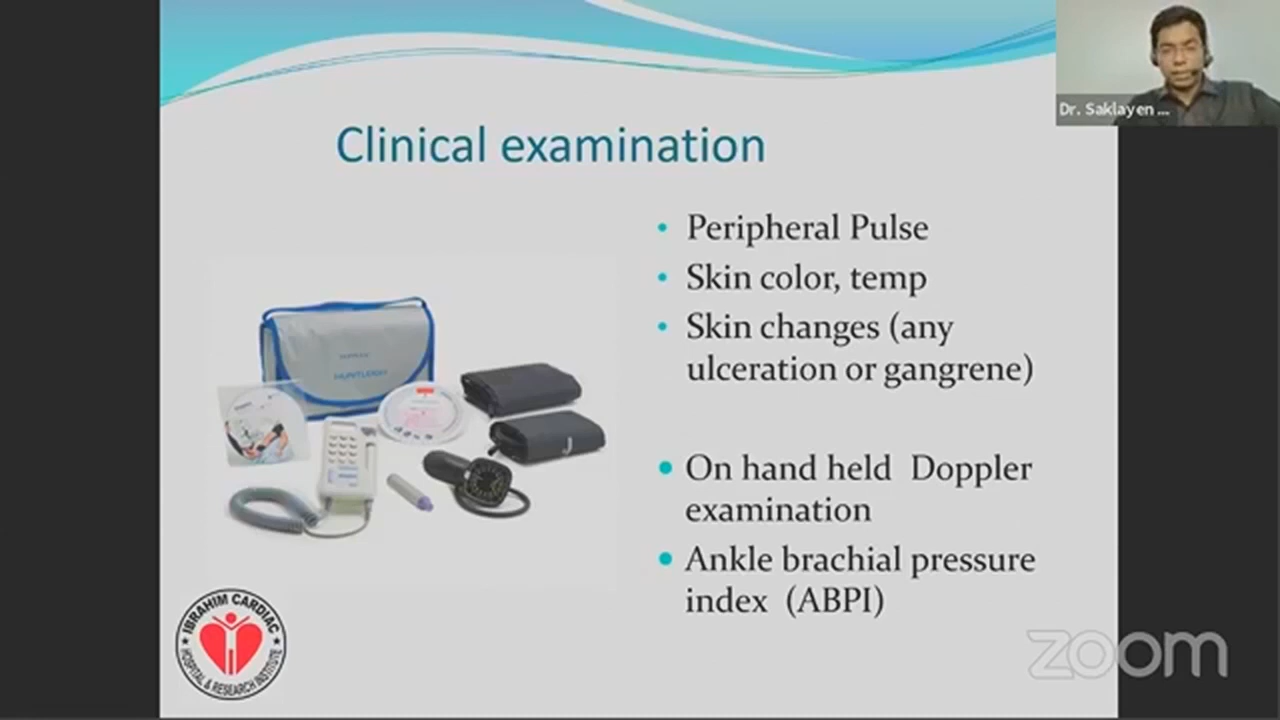 Dr. Saklayen ...
Clinical examination
• Peripheral Pulse
• Skin color, temp
• Skin changes (any
ulceration or gangrene)
• On hand held Doppler
examination
• Ankle brachial pressure
index (ABPI)
HUNTLEIGH
IBRAHIM CARDIAC
HOSPITAL & RESEARCH INSTITUTE
zoom